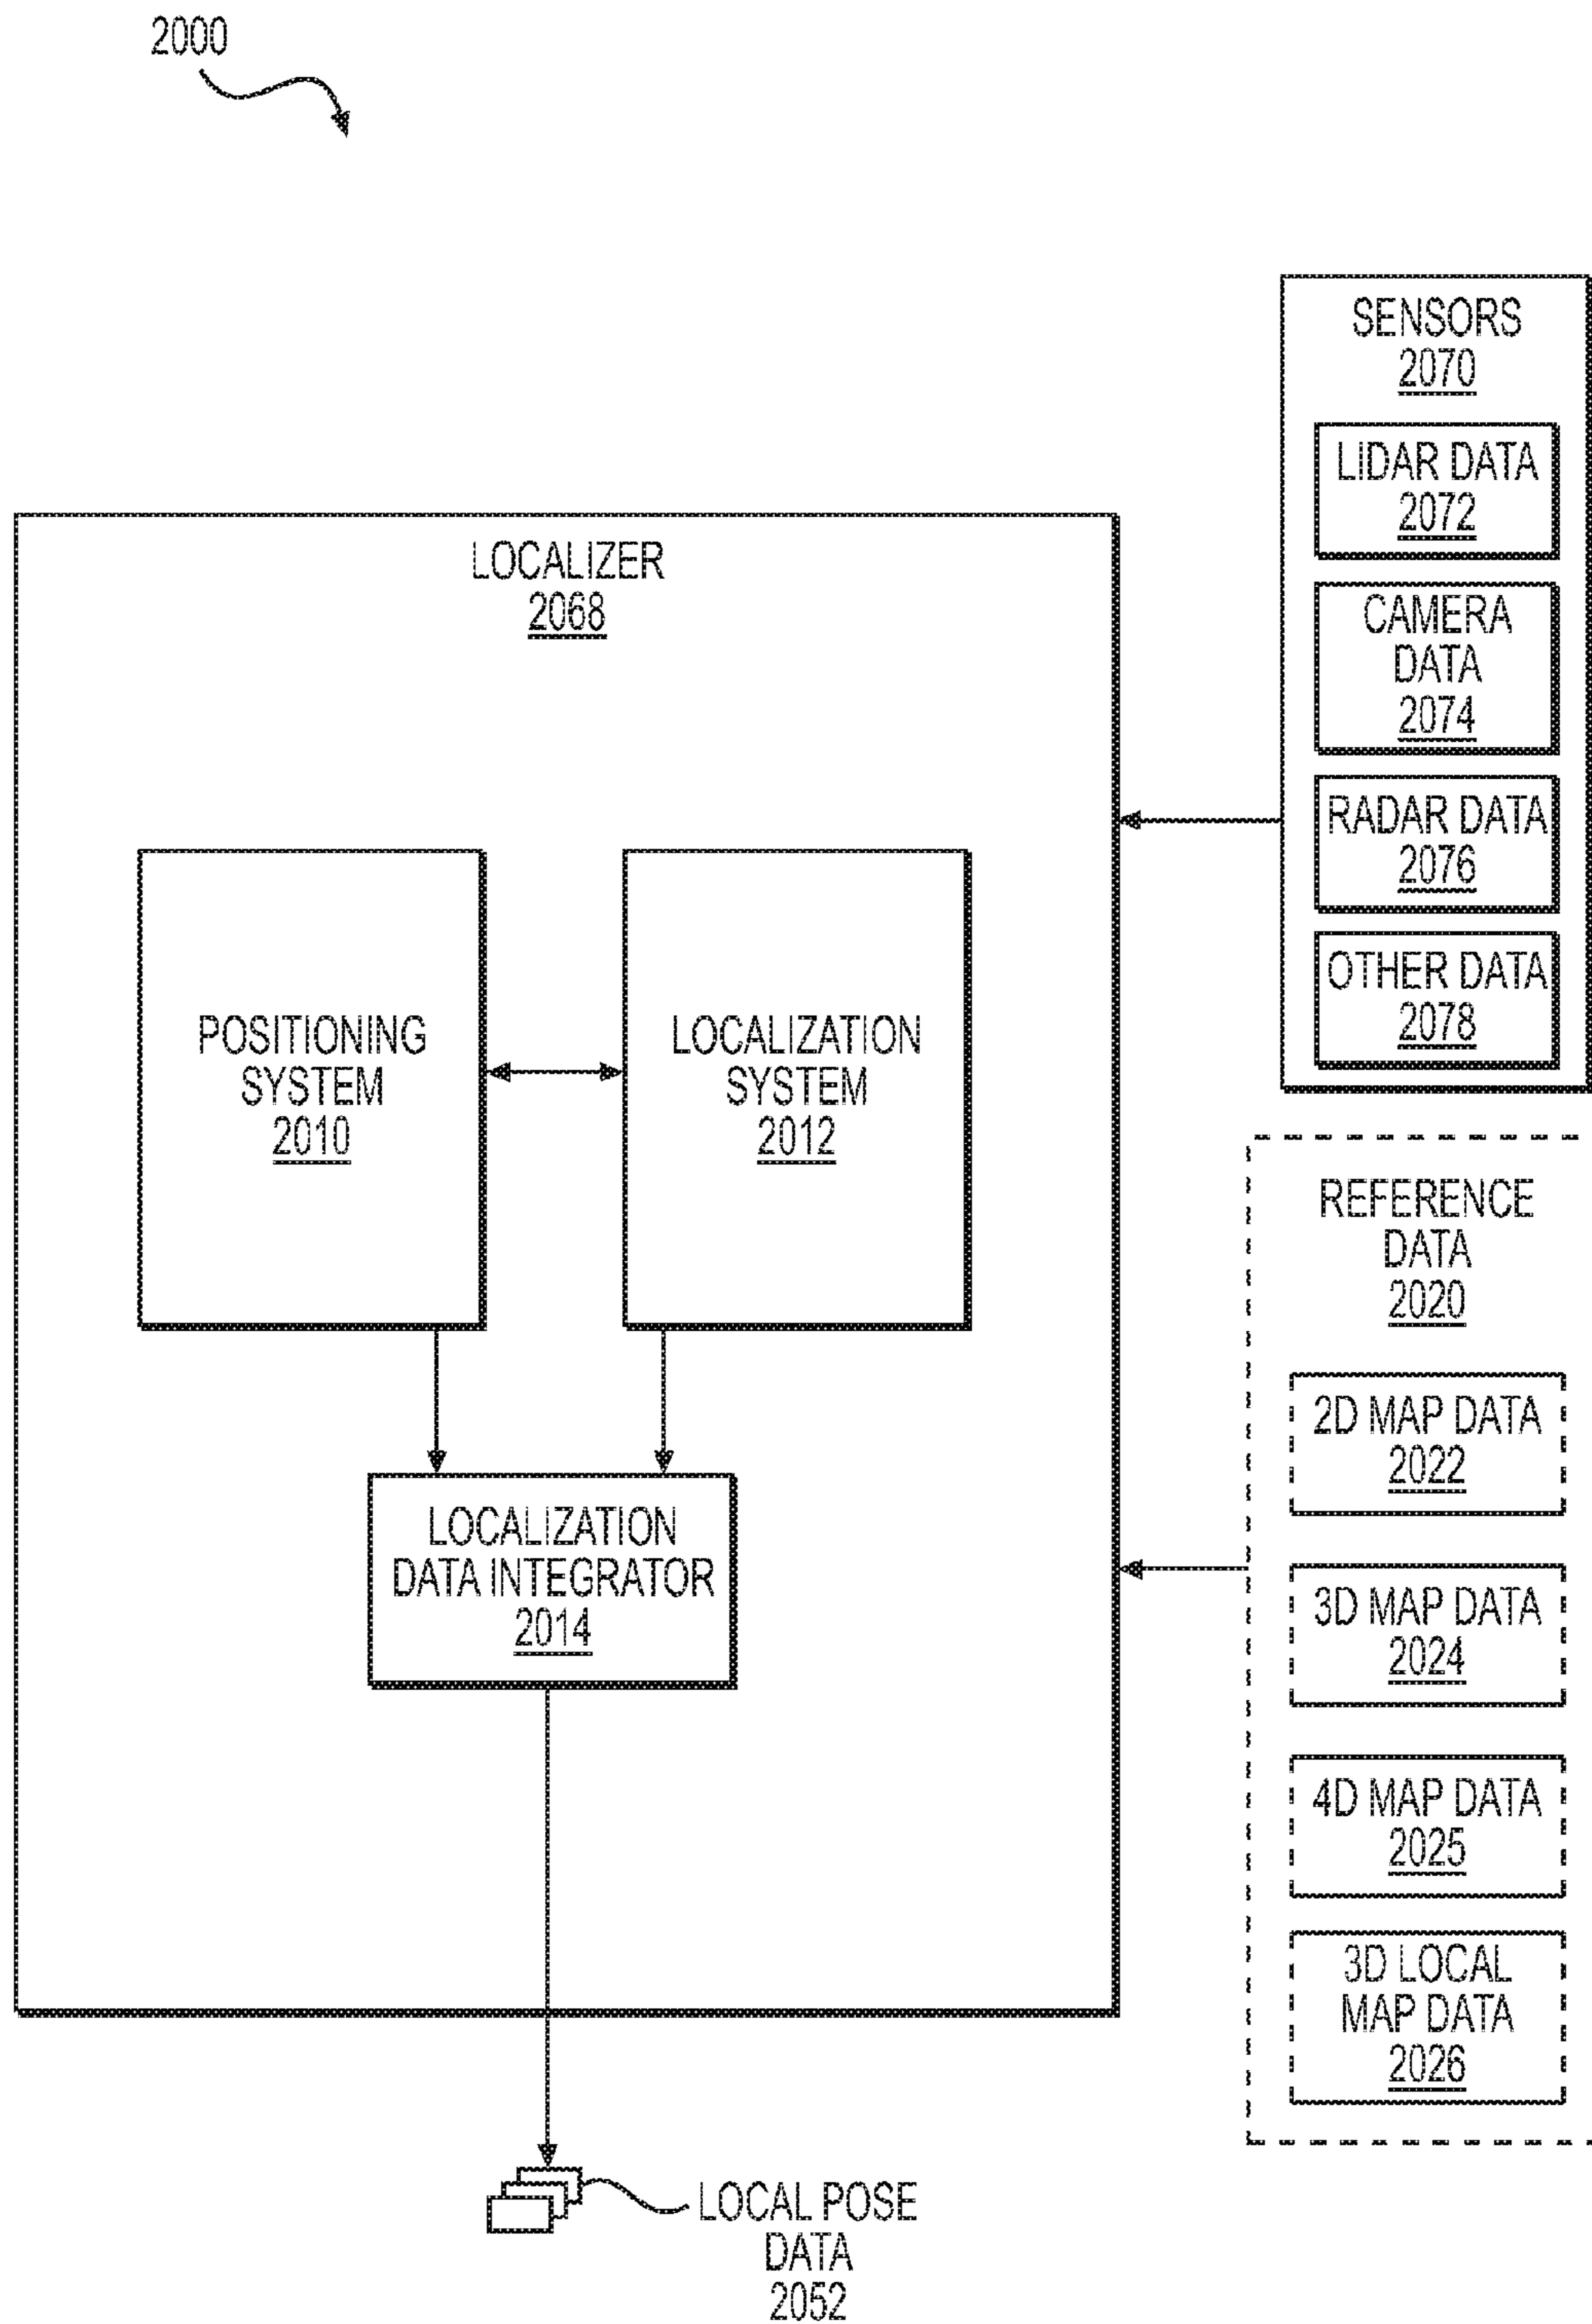 2000
SENSORS
2070
LIDAR DATA
2072
CAMERA
DATA
2074
RADAR DATA
2076
OTHER DATA
2078
LOCALIZER
2068
POSITIONING
SYSTEM
2010
LOCALIZATION
SYSTEM
2012
LOCALIZATION
DATA INTEGRATOR
2014
REFERENCE
DATA
2020
2D MAP DATA
2022
3D MAP DATA
2024
4D MAP DATA
2025
3D LOCAL
MAP DATA
2026
LOCAL POSE
DATA
2052